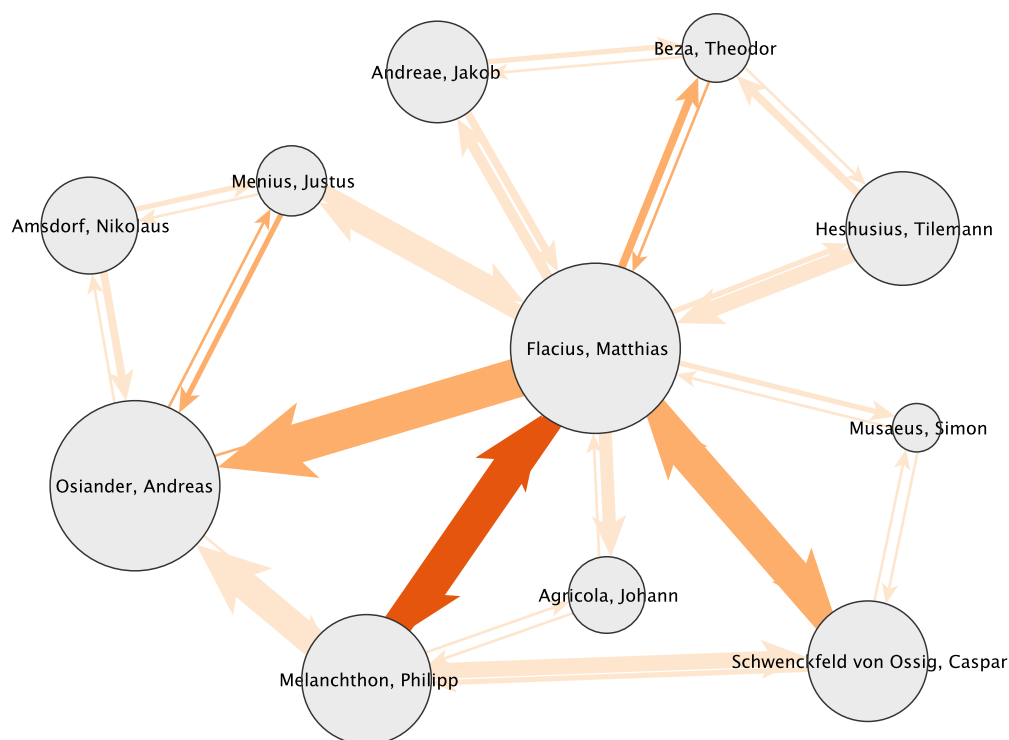 Beza, Theodor
Andreae, Jakob
Menius, Justus
Amsdorf, Nikolaus
Heshusius, Tilemann
Flacius, Matthias
Musaeus, Simon
Osiander, Andreas
Agricola, Johann
Schwenckfeld von Ossig, Caspar
Melanchthon, Philipp